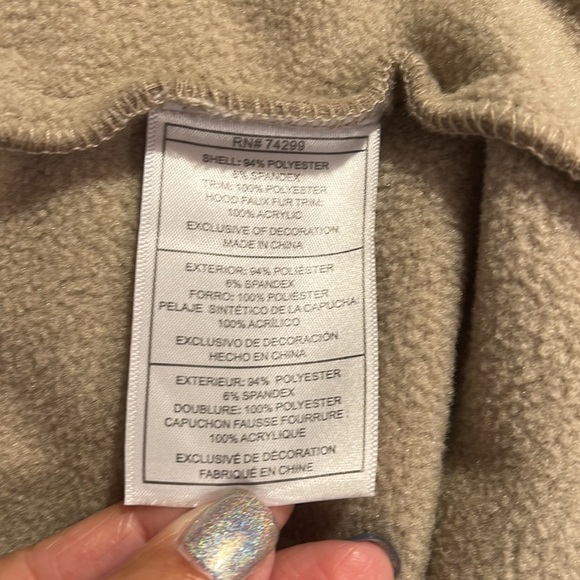 RN# 74299
SHELL: 94% POLYESTER
6% SPANDEX
TRIM: 100% POLYESTER
HOOD FAUX FUR TRIM:
100% ACRYLIC
EXCLUSIVE OF DECORATION
MADE IN CHINA
EXTERIOR: 94% POLIÉSTER
6% SPANDEX
FORRO: 100% POLIÉSTER
PELAJE SINTÉTICO DE LA CAPUCHA:
100% ACRÍLICO
EXCLUSIVO DE DECORACIÓN
HECHO EN CHINA
EXTERIEUR: 94% POLYESTER
6% SPANDEX
DOUBLURE: 100% POLYESTER
CAPUCHON FAUSSE FOURRURE:
100% ACRYLIQUE
EXCLUSIVÉ DE DÉCORATION
FABRIQUÉ EN CHINE